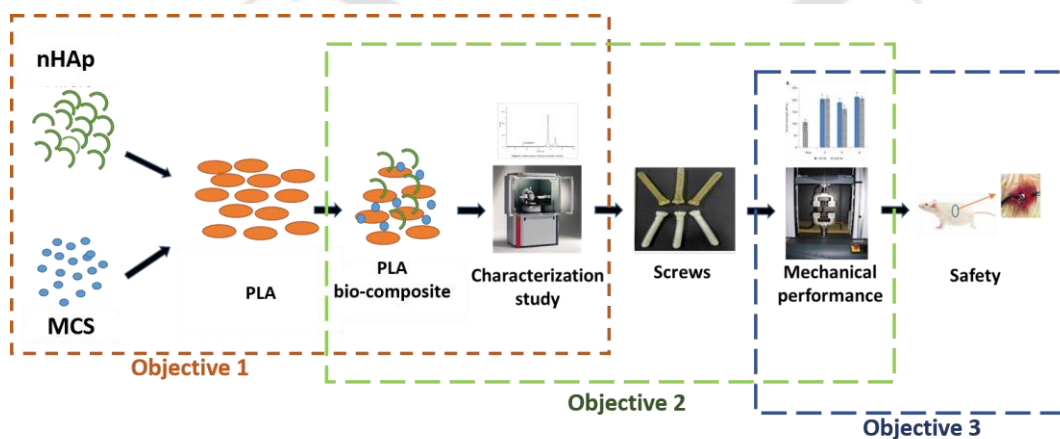 nHAp
MCS
PLA
PLA
bio-composite
Characterization
study
Screws
Mechanical
performance
Safety
Objective 1
Objective 2
Objective 3